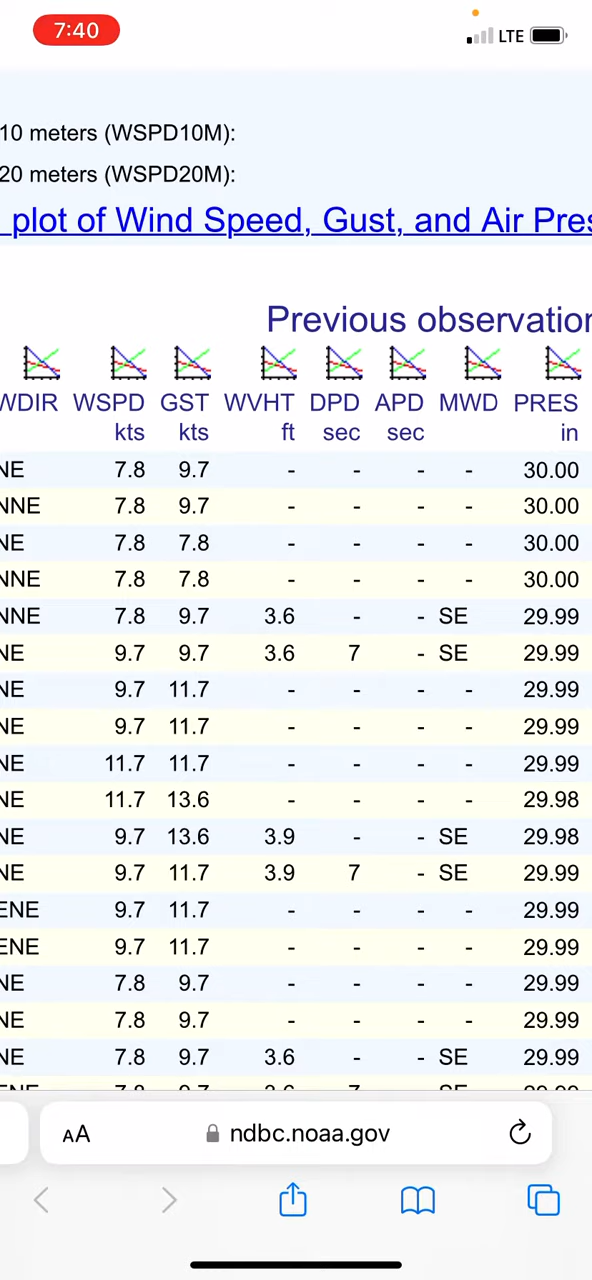 7:40 LTE
10 meters (WSPD10M):
20 meters (WSPD20M):
plot of Wind Speed, Gust, and Air Pres
Previous observation
WDIR WSPD GST WVHT DPD APD MWD PRES
kts kts ft sec sec in
NE 7.8 9.7 - - - - 30.00
NNE 7.8 9.7 - - - - 30.00
NE 7.8 7.8 - - - - 30.00
NNE 7.8 7.8 - - - - 30.00
NNE 7.8 9.7 3.6 - - SE 29.99
NE 9.7 9.7 3.6 7 - SE 29.99
NE 9.7 11.7 - - - - 29.99
NE 9.7 11.7 - - - - 29.99
NE 11.7 11.7 - - - - 29.99
NE 11.7 13.6 - - - - 29.98
NE 9.7 13.6 3.9 - - SE 29.98
NE 9.7 11.7 3.9 7 - SE 29.99
ENE 9.7 11.7 - - - - 29.99
ENE 9.7 11.7 - - - - 29.99
NE 7.8 9.7 - - - - 29.99
NE 7.8 9.7 - - - - 29.99
NE 7.8 9.7 3.6 - - SE 29.99
AA ndbc.noaa.gov